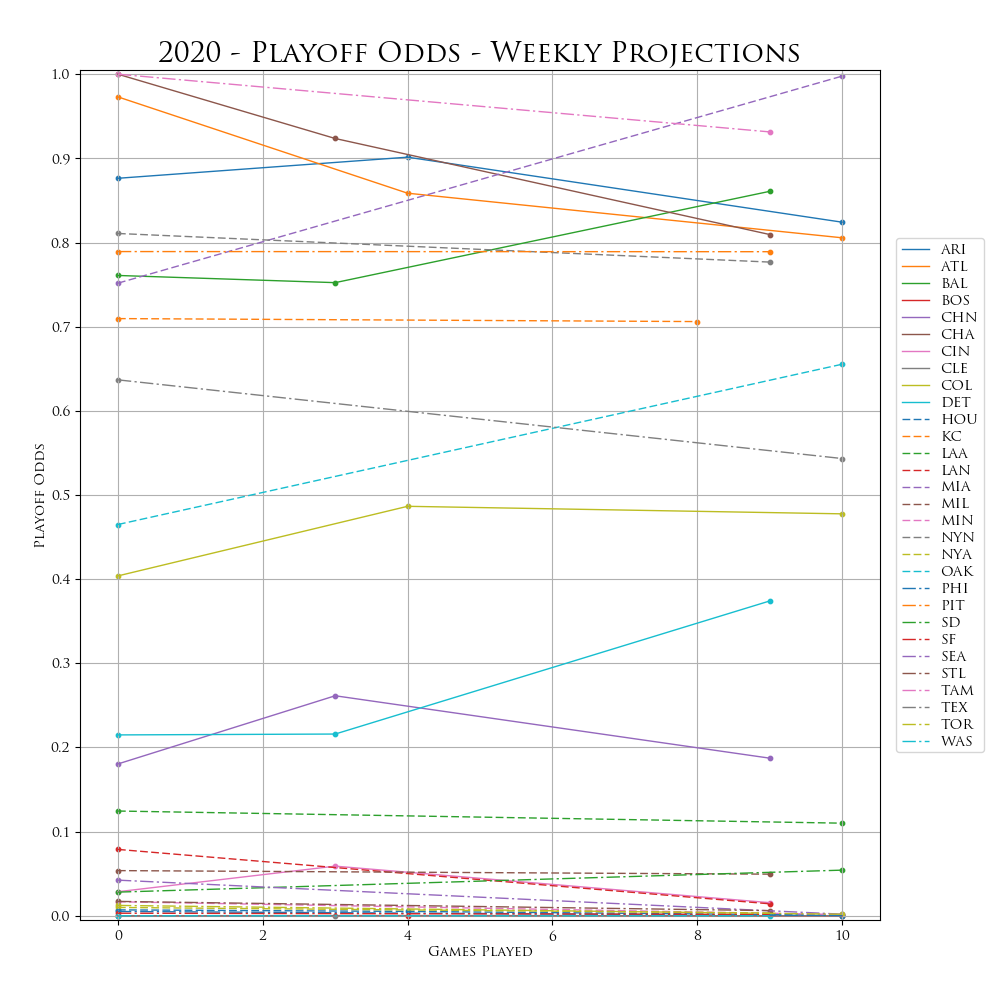 2020 - Playoff Odds - Weekly Projections
1.0
0.9
0.8
0.7
0.6
0.5
0.4
0.3
0.2
0.1
0.0
Playoff Odds
0 2 4 6 8 10
Games Played
ARI
ATL
BAL
BOS
CHN
CHA
CIN
CLE
COL
DET
HOU
KC
LAA
LAN
MIA
MIL
MIN
NYN
NYA
OAK
PHI
PIT
SD
SF
SEA
STL
TAM
TEX
TOR
WAS